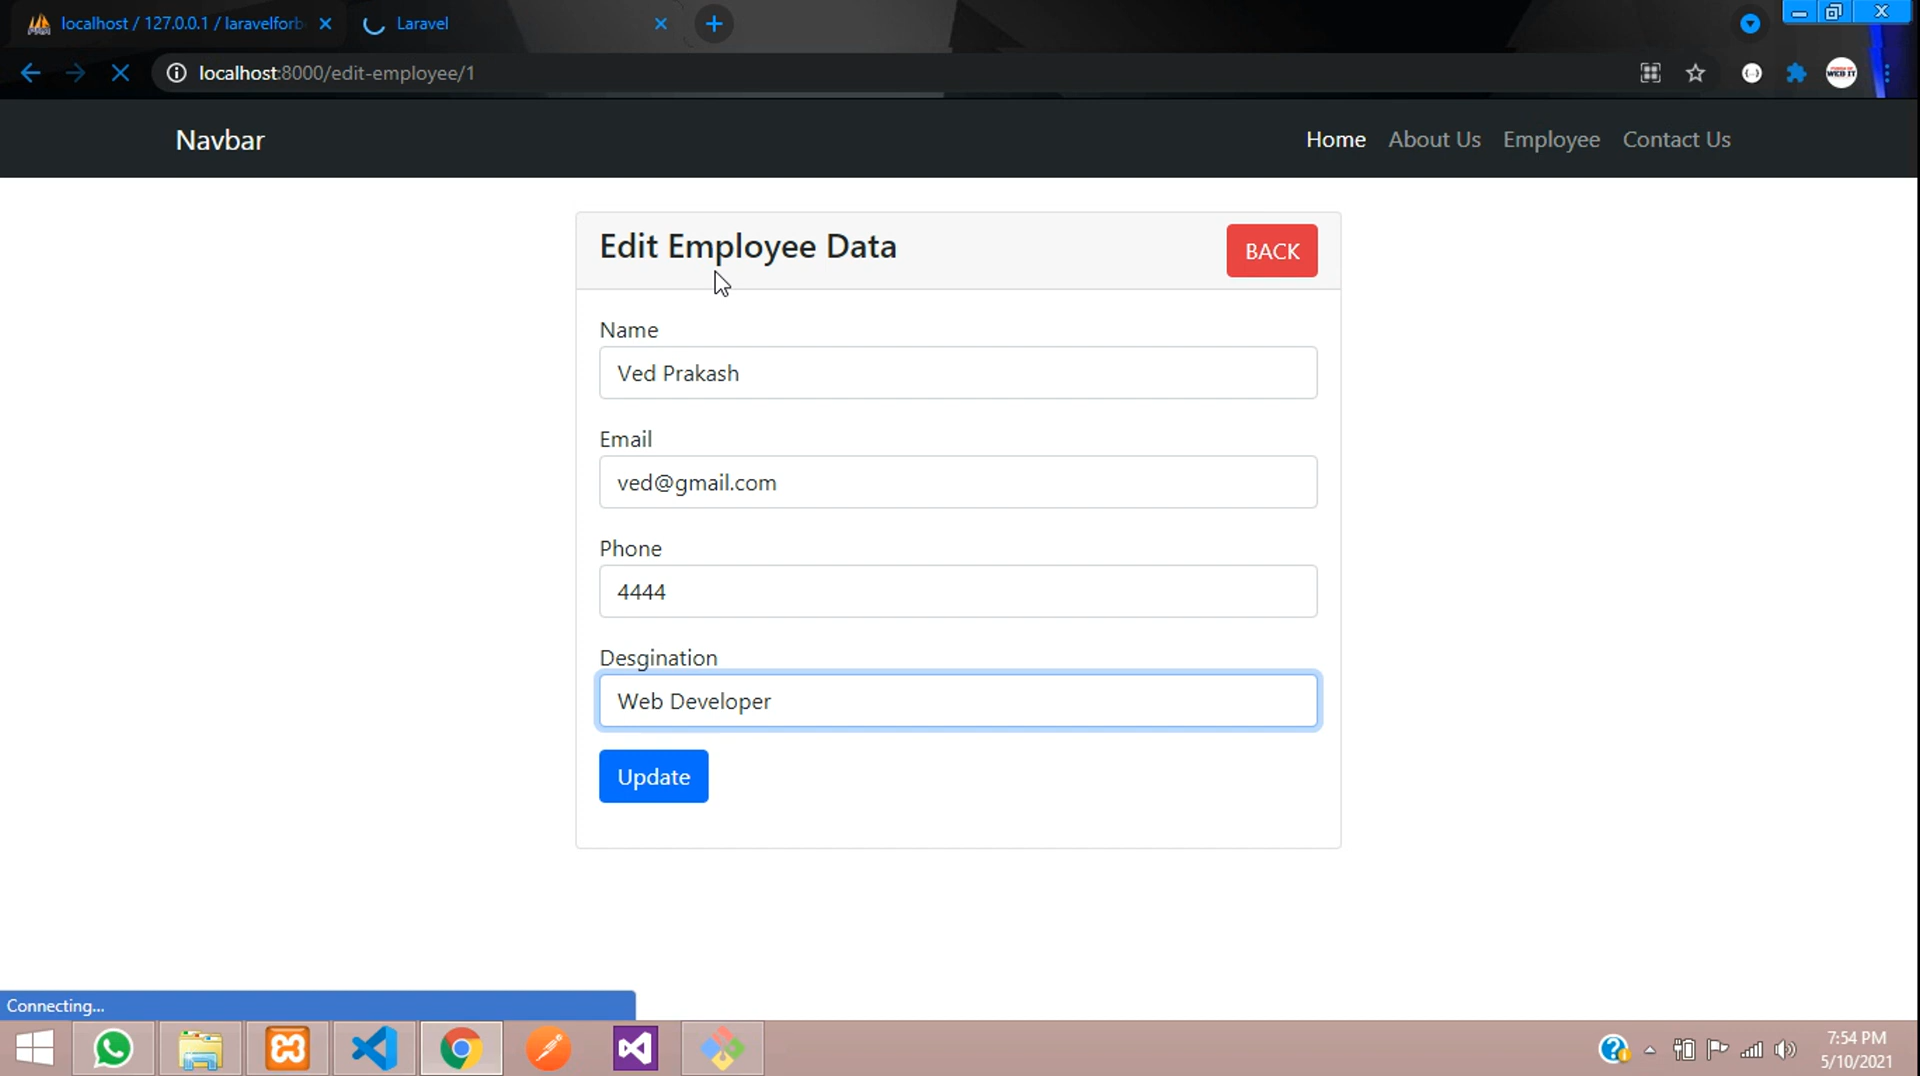 localhost / 127.0.0.1 / laravelforb
Laravel
localhost:8000/edit-employee/1
WEB IT
Navbar
Home
About Us
Employee
Contact Us
Edit Employee Data
BACK
Name
Ved Prakash
Email
ved@gmail.com
Phone
4444
Desgination
Web Developer
Update
Connecting...
7:54 PM
5/10/2021